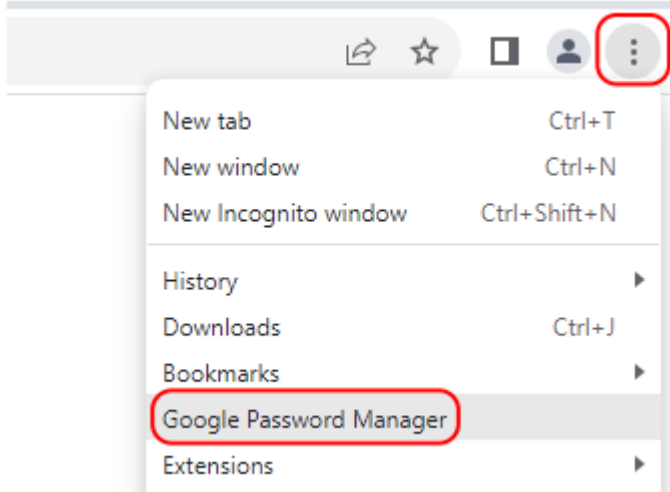 New tab Ctrl+T
New window Ctrl+N
New Incognito window Ctrl+Shift+N
History
Downloads Ctrl+J
Bookmarks
Google Password Manager
Extensions